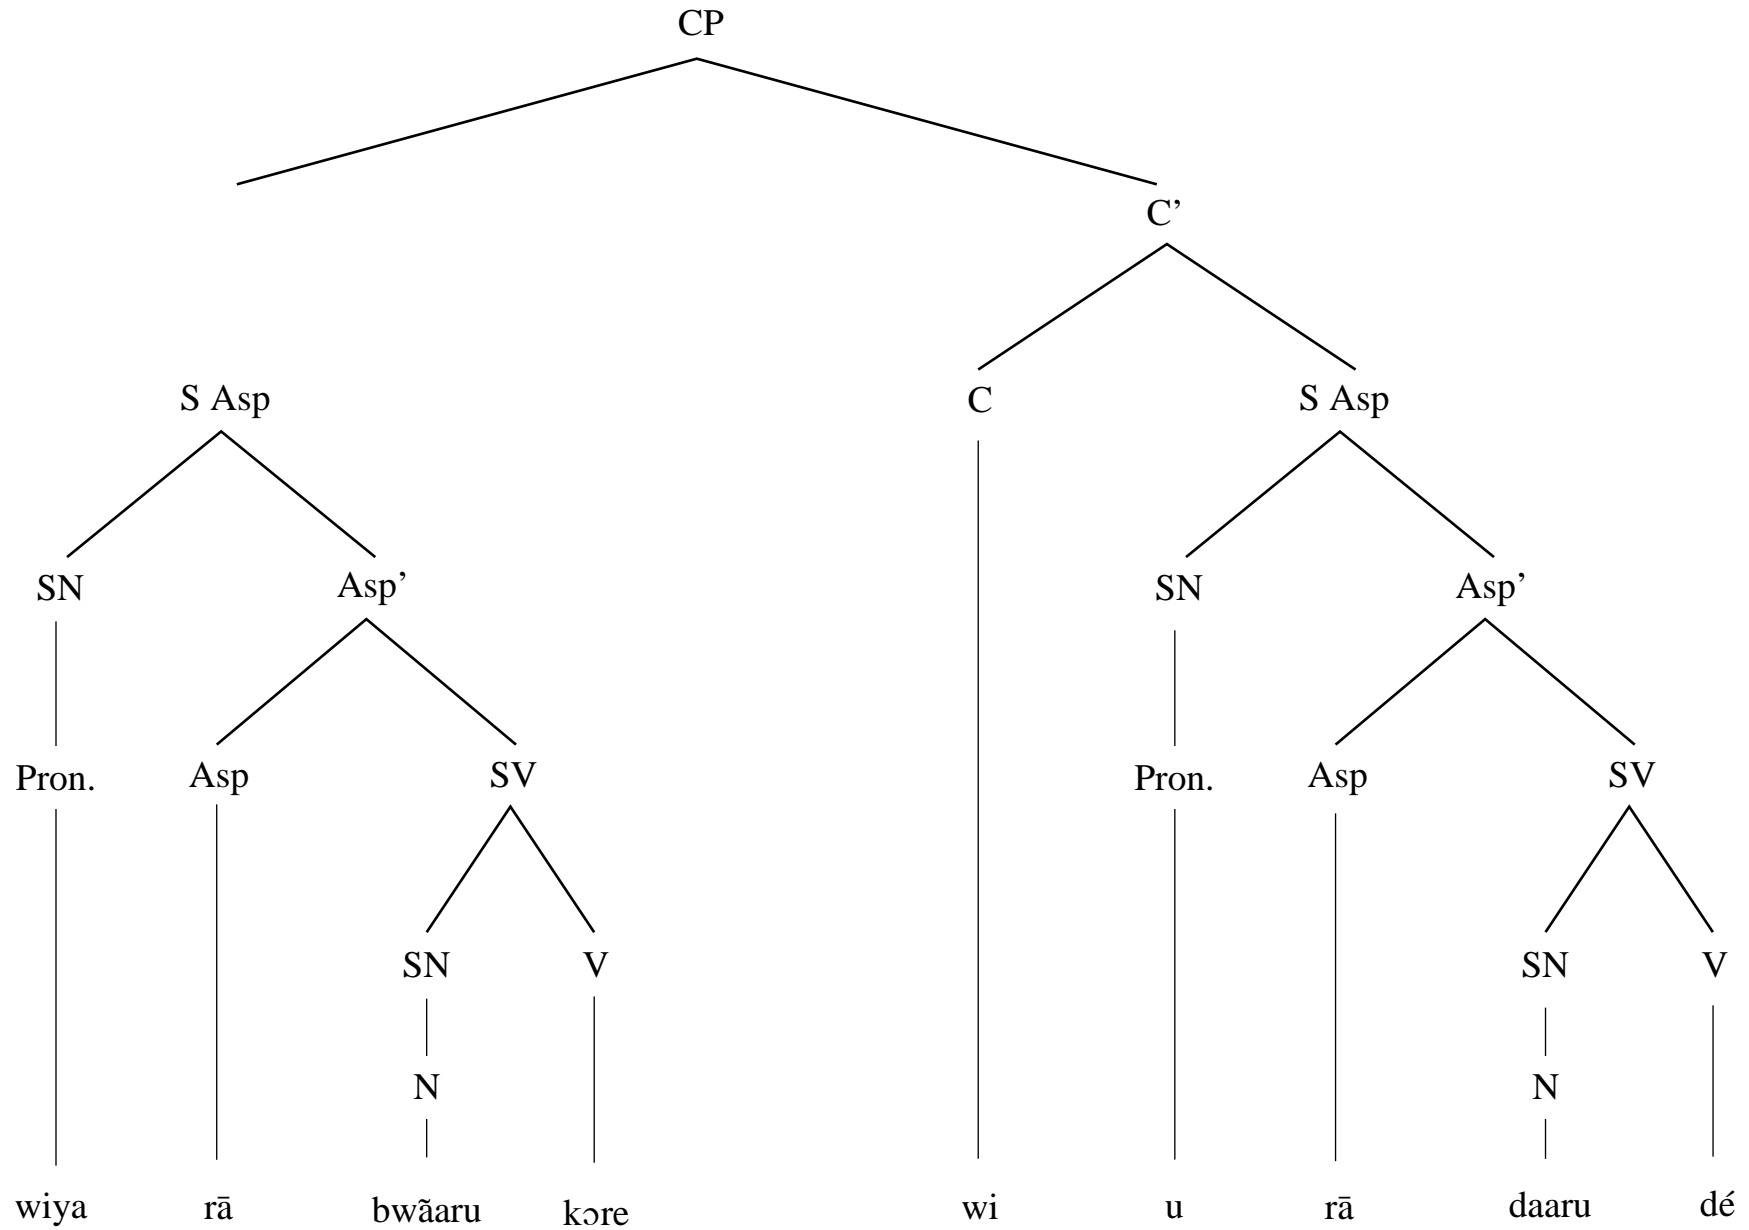 CP
C’
S Asp C S Asp
SN Asp’ SN Asp’
Pron. Asp SV Pron. Asp SV
SN V SN V
N N
wiya rā bwãaru kɔre wi u rā daaru dé